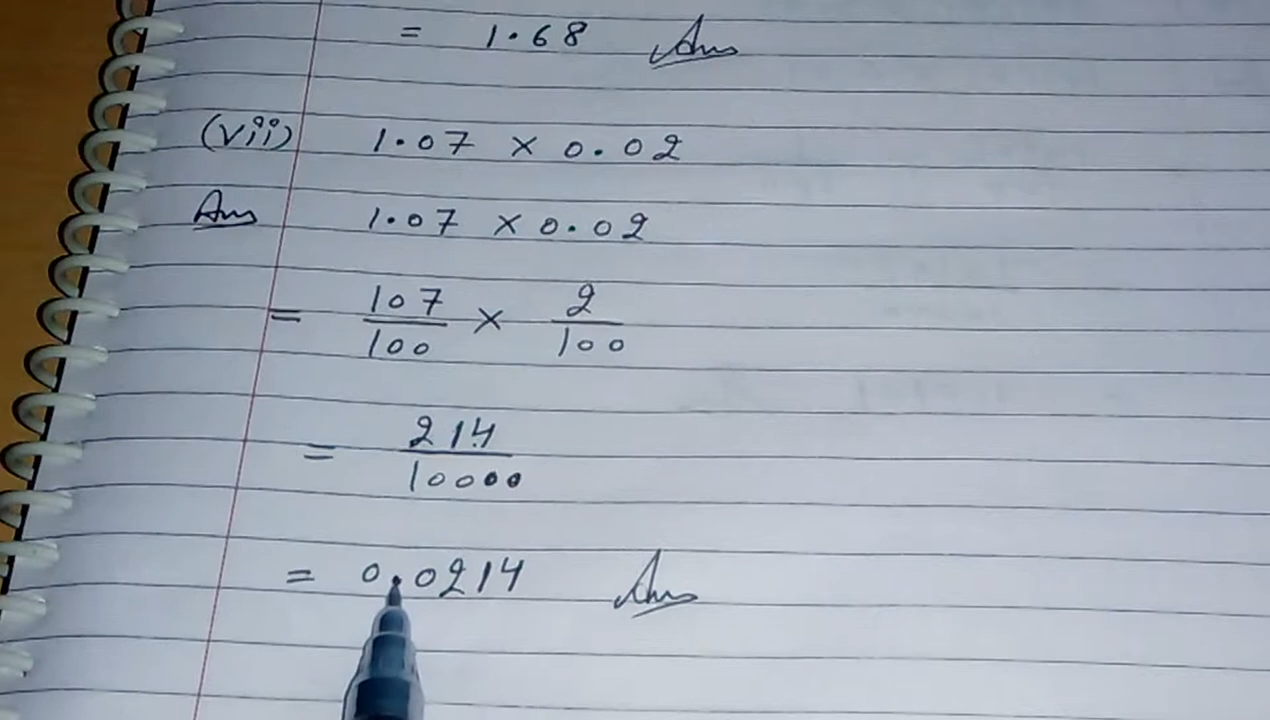 = 1.68 Ans
(vii) 1.07 × 0.02
Ans 1.07 × 0.02
= 107/100 × 2/100
= 214/10000
= 0.0214 Ans